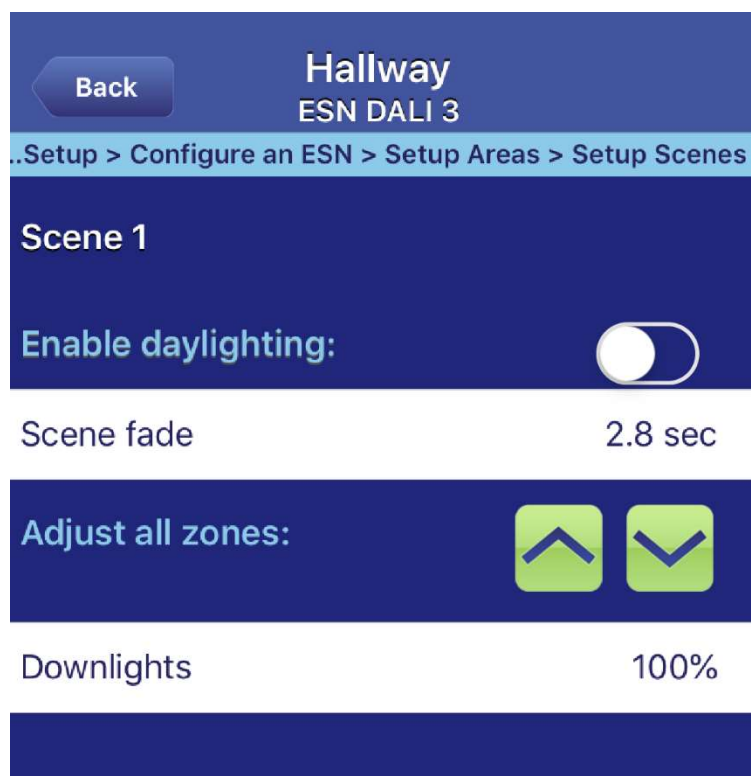 Back
Hallway
ESN DALI 3
..Setup > Configure an ESN > Setup Areas > Setup Scenes
Scene 1
Enable daylighting:
Scene fade 2.8 sec
Adjust all zones:
Downlights 100%